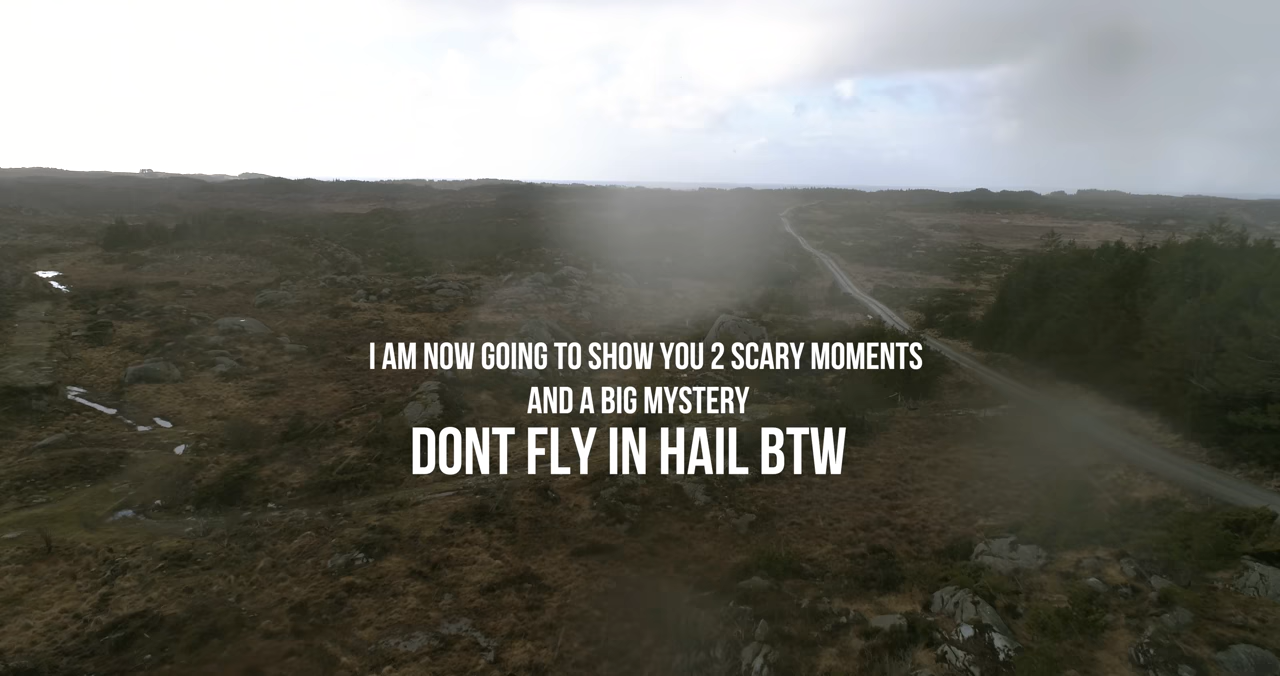 I AM NOW GOING TO SHOW YOU 2 SCARY MOMENTS
AND A BIG MYSTERY
DONT FLY IN HAIL BTW